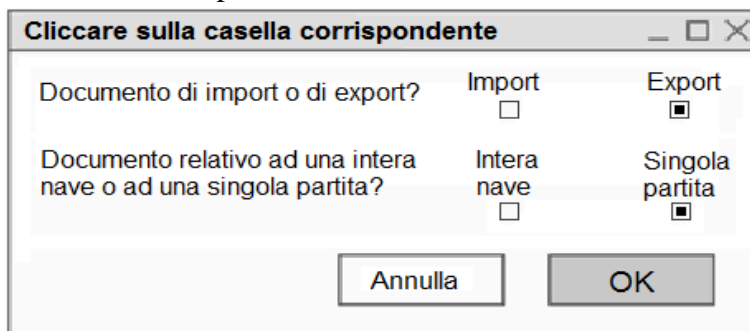 Cliccare sulla casella corrispondente
Documento di import o di export? Import Export
Documento relativo ad una intera Intera Singola
nave o ad una singola partita? nave partita
Annulla OK